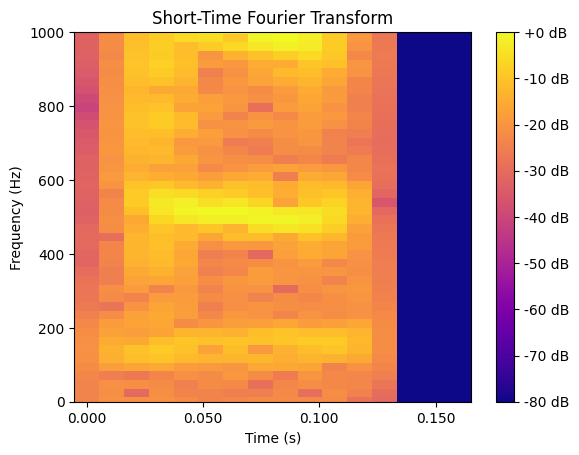 Short-Time Fourier Transform
1000
800
600
400
200
0
Frequency (Hz)
0.000
0.050
0.100
0.150
Time (s)
+0 dB
-10 dB
-20 dB
-30 dB
-40 dB
-50 dB
-60 dB
-70 dB
-80 dB